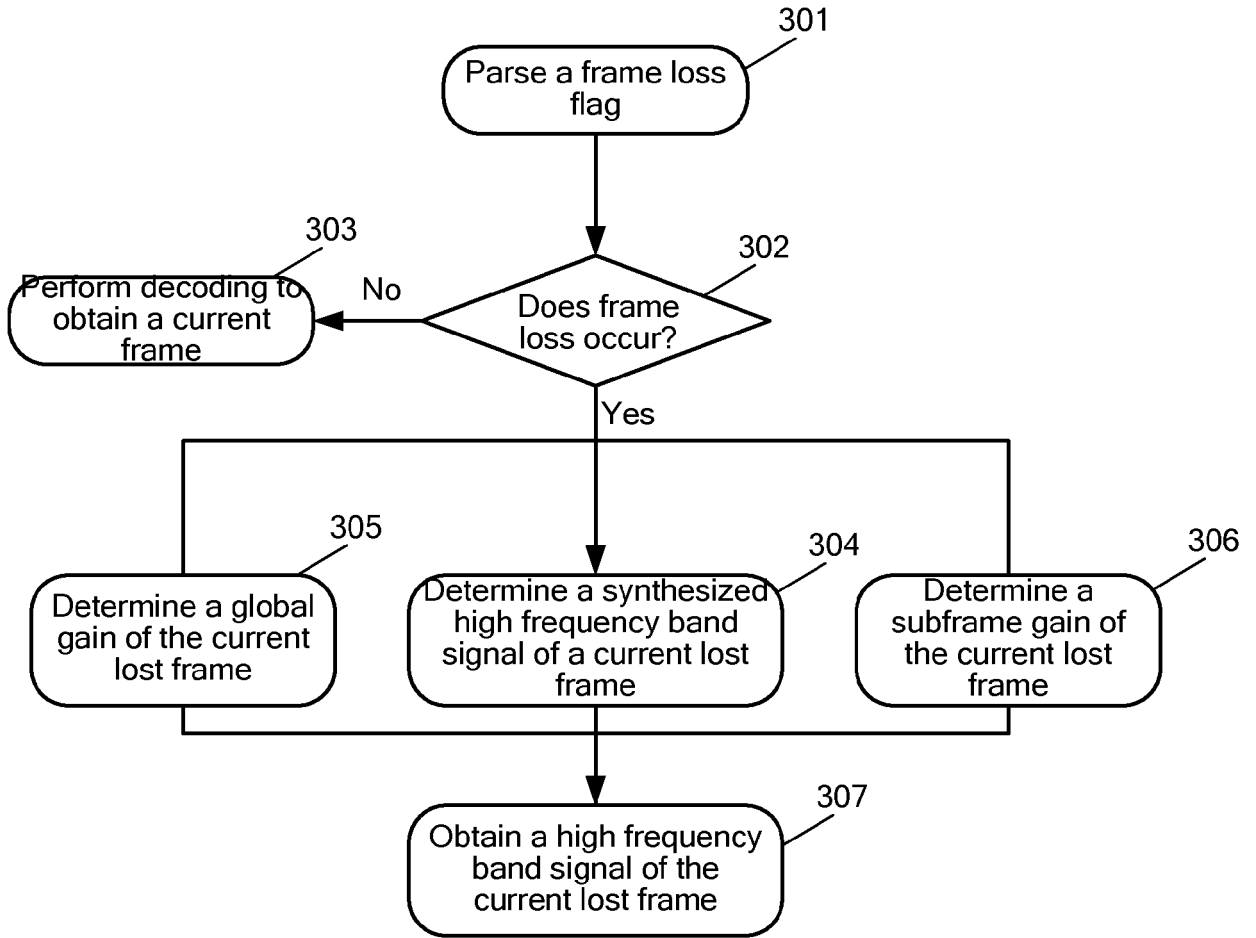 301
Parse a frame loss
flag
303
302
Perform decoding to
obtain a current
frame
No
Does frame
loss occur?
Yes
305
304
306
Determine a global
gain of the current
lost frame
Determine a synthesized
high frequency band
signal of a current lost
frame
Determine a
subframe gain of
the current lost
frame
307
Obtain a high frequency
band signal of the
current lost frame